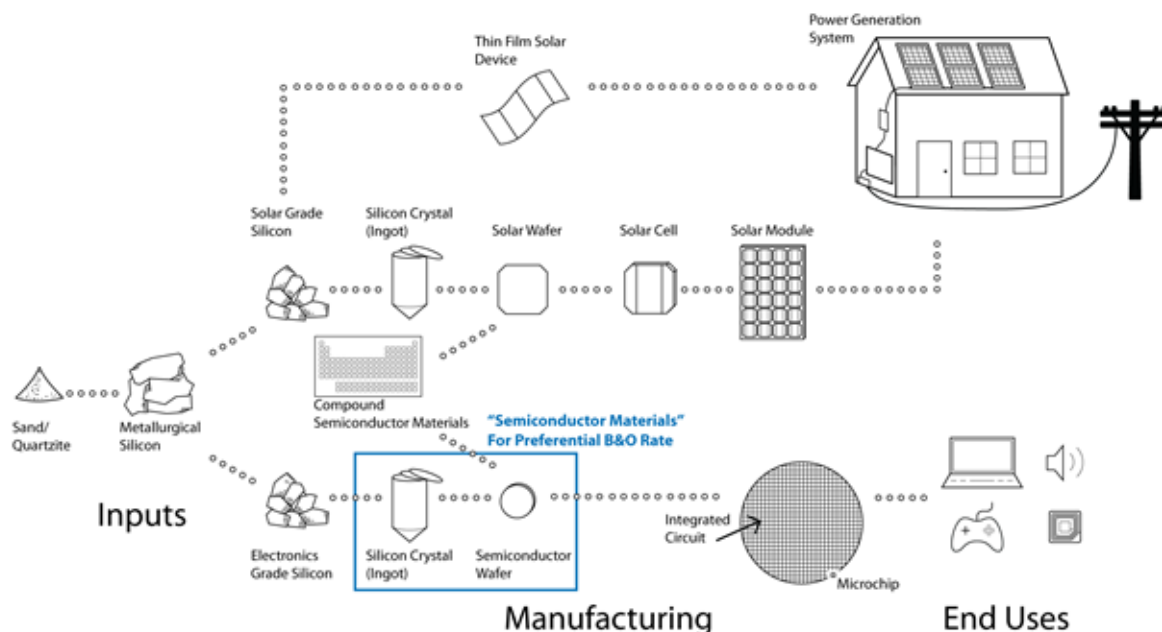 Thin Film Solar
Device
Power Generation
System
Solar Grade
Silicon
Silicon Crystal
(Ingot)
Solar Wafer
Solar Cell
Solar Module
Sand/
Quartzite
Metallurgical
Silicon
Compound
Semiconductor Materials
"Semiconductor Materials"
For Preferential B&O Rate
Inputs
Electronics
Grade Silicon
Silicon Crystal
(Ingot)
Semiconductor
Wafer
Integrated
Circuit
Microchip
Manufacturing
End Uses